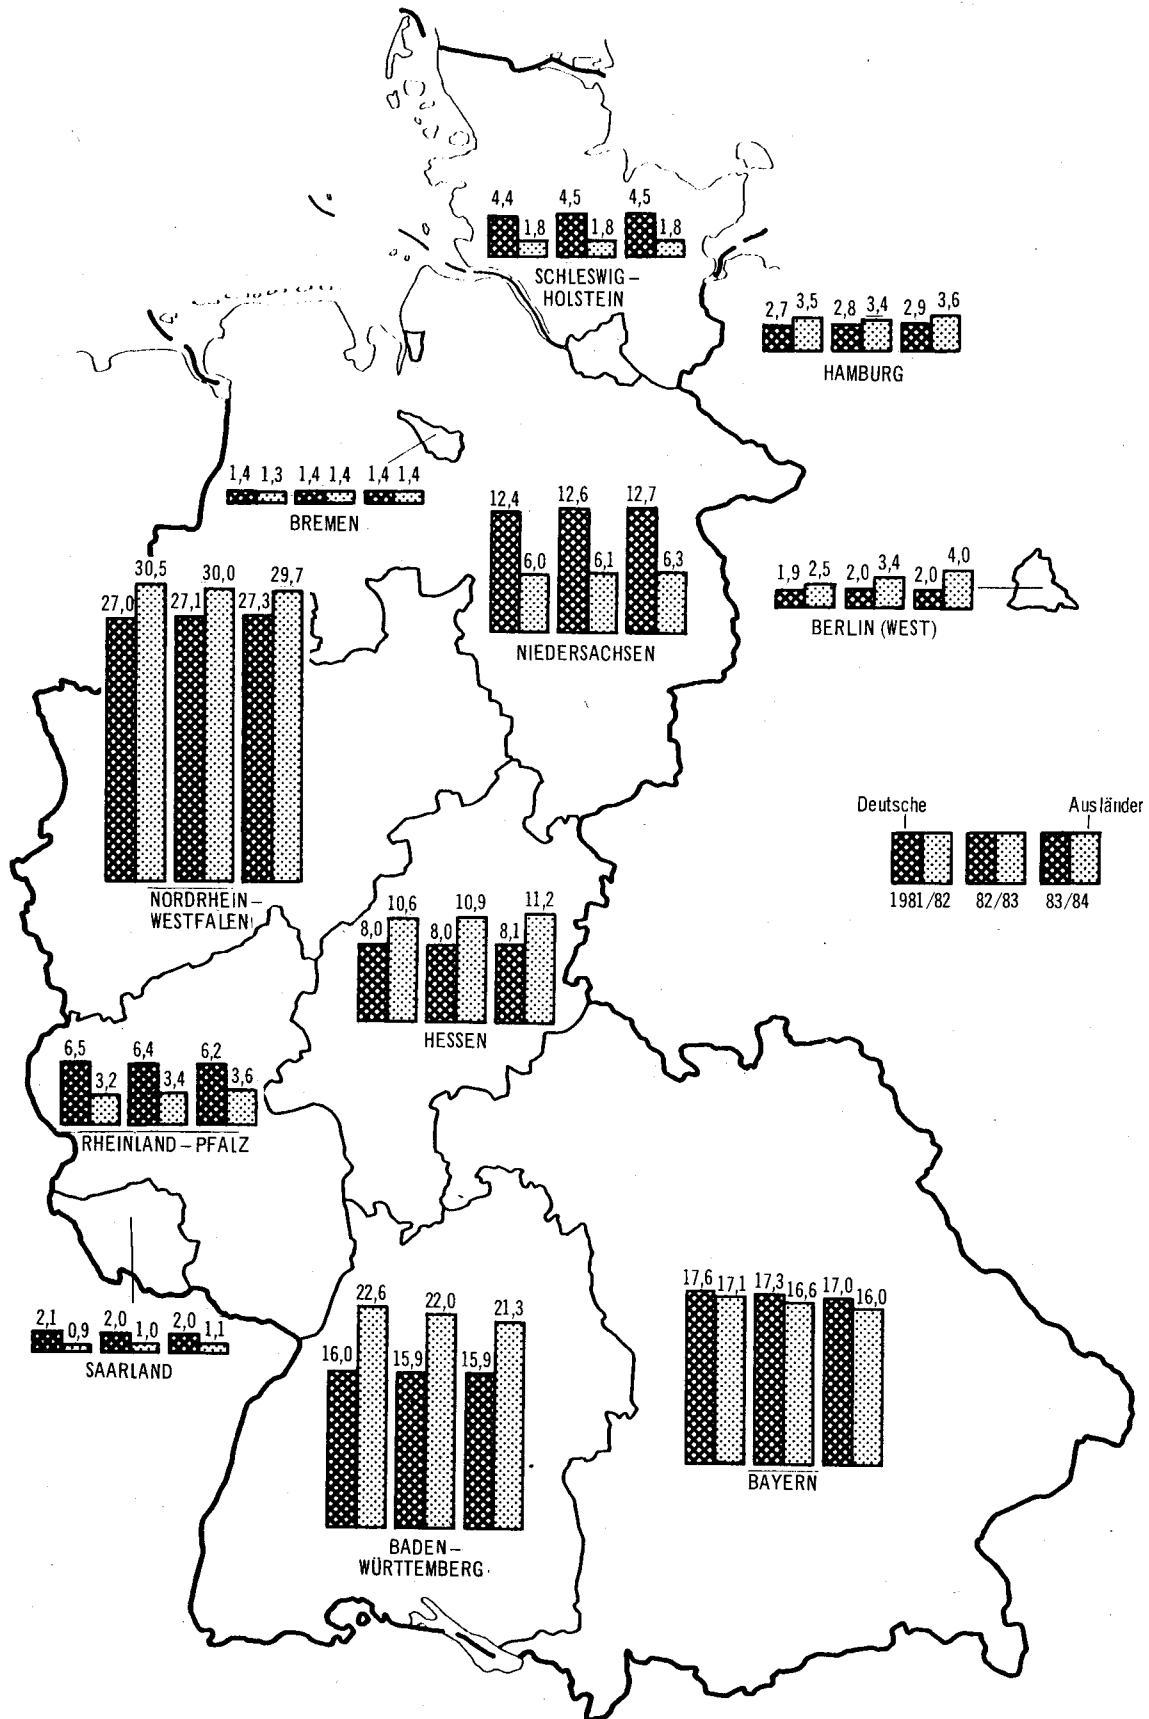 4,4 1,8 4,5 1,8 4,5 1,8
SCHLESWIG-
HOLSTEIN
2,7 3,5 2,8 3,4 2,9 3,6
HAMBURG
1,4 1,3 1,4 1,4 1,4 1,4
BREMEN
12,4 6,0 12,6 6,1 12,7 6,3
NIEDERSACHSEN
1,9 2,5 2,0 3,4 2,0 4,0
BERLIN (WEST)
27,0 30,5 27,1 30,0 27,3 29,7
NORDRHEIN-
WESTFALEN
Deutsche Ausländer
1981/82 82/83 83/84
8,0 10,6 8,0 10,9 8,1 11,2
HESSEN
6,5 3,2 6,4 3,4 6,2 3,6
RHEINLAND-PFALZ
2,1 0,9 2,0 1,0 2,0 1,1
SAARLAND
16,0 22,6 15,9 22,0 15,9 21,3
BADEN-
WÜRTTEMBERG
17,6 17,1 17,3 16,6 17,0 16,0
BAYERN